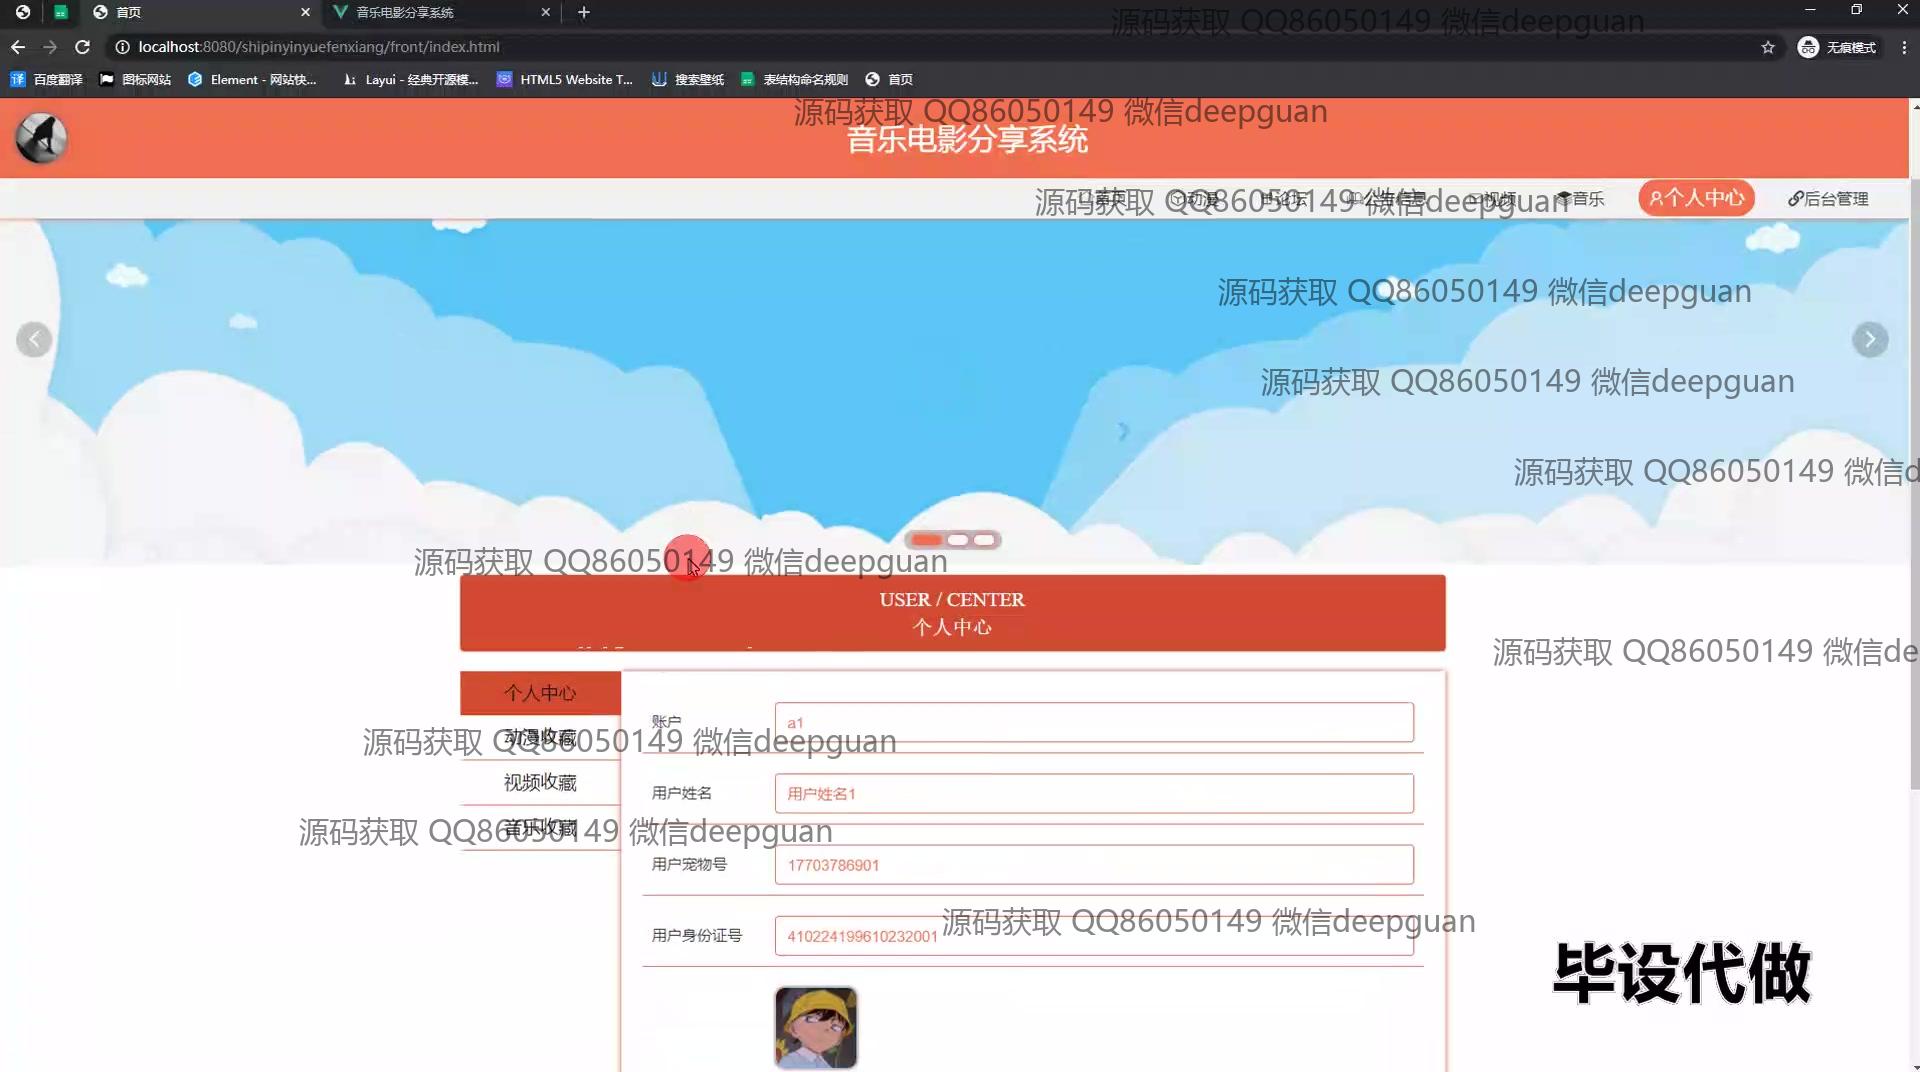 首页
音乐电影分享系统
源码获取 QQ86050149 微信deepguan
localhost:8080/shipinyinyuefenxiang/front/index.html
无痕模式
百度翻译
图标网站
Element - 网站快...
Layui - 经典开源模...
HTML5 Website T...
搜索壁纸
表结构命名规则
首页
源码获取 QQ86050149 微信deepguan
音乐电影分享系统
首页
动漫
论坛
公告信息
视频
音乐
个人中心
后台管理
源码获取 QQ86050149 微信deepguan
源码获取 QQ86050149 微信deepguan
源码获取 QQ86050149 微信deepguan
源码获取 QQ86050149 微信d
源码获取 QQ86050149 微信deepguan
USER / CENTER
个人中心
源码获取 QQ86050149 微信de
个人中心
动漫收藏
视频收藏
音乐收藏
账户
a1
源码获取 QQ86050149 微信deepguan
用户姓名
用户姓名1
源码获取 QQ86050149 微信deepguan
用户宠物号
17703786901
用户身份证号
410224199610232001
源码获取 QQ86050149 微信deepguan
毕设代做